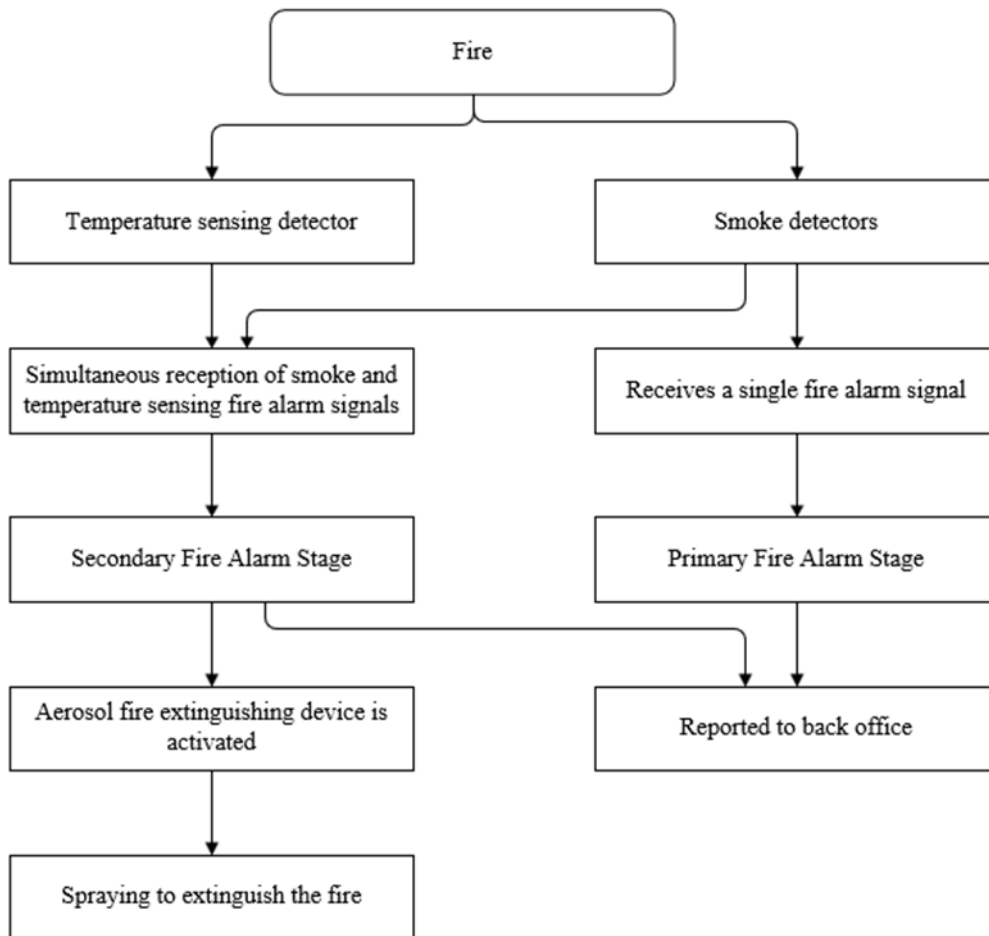 Fire
Temperature sensing detector
Smoke detectors
Simultaneous reception of smoke and
temperature sensing fire alarm signals
Receives a single fire alarm signal
Secondary Fire Alarm Stage
Primary Fire Alarm Stage
Aerosol fire extinguishing device is
activated
Reported to back office
Spraying to extinguish the fire